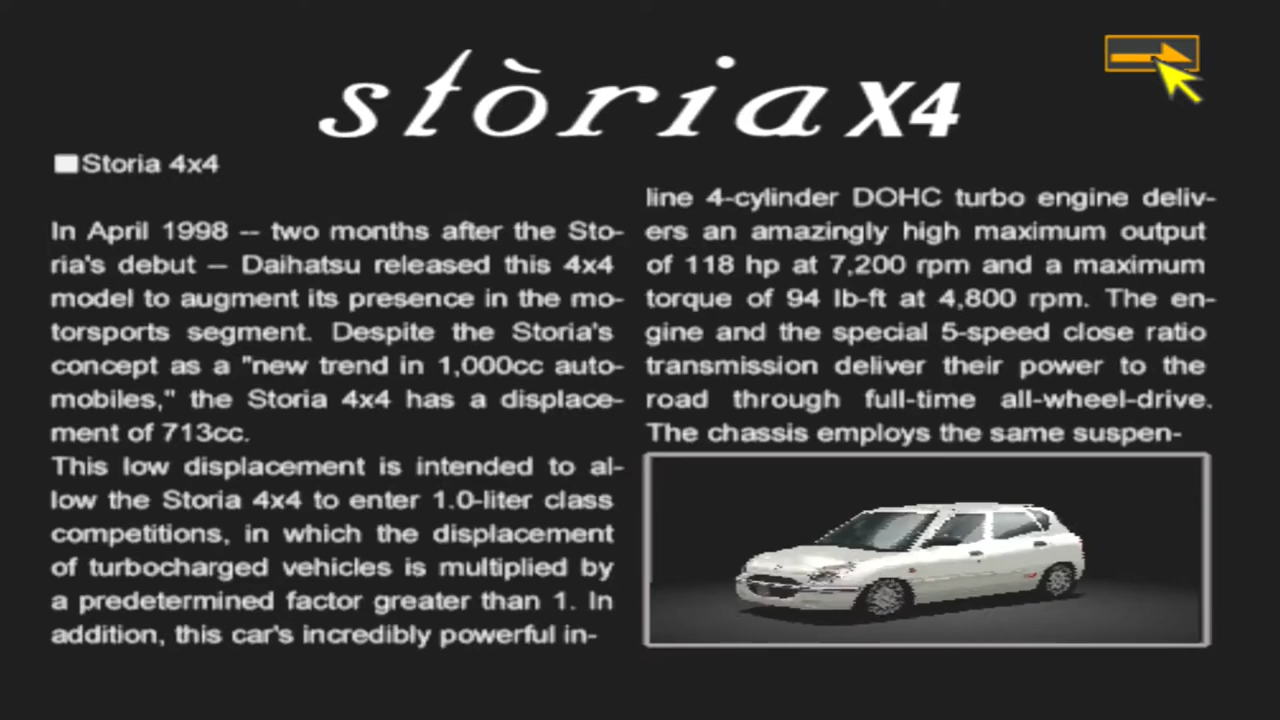 stòria X4
■Storia 4x4
In April 1998 -- two months after the Sto-
ria's debut -- Daihatsu released this 4x4
model to augment its presence in the mo-
torsports segment. Despite the Storia's
concept as a "new trend in 1,000cc auto-
mobiles," the Storia 4x4 has a displace-
ment of 713cc.
This low displacement is intended to al-
low the Storia 4x4 to enter 1.0-liter class
competitions, in which the displacement
of turbocharged vehicles is multiplied by
a predetermined factor greater than 1. In
addition, this car's incredibly powerful in-
line 4-cylinder DOHC turbo engine deliv-
ers an amazingly high maximum output
of 118 hp at 7,200 rpm and a maximum
torque of 94 lb-ft at 4,800 rpm. The en-
gine and the special 5-speed close ratio
transmission deliver their power to the
road through full-time all-wheel-drive.
The chassis employs the same suspen-